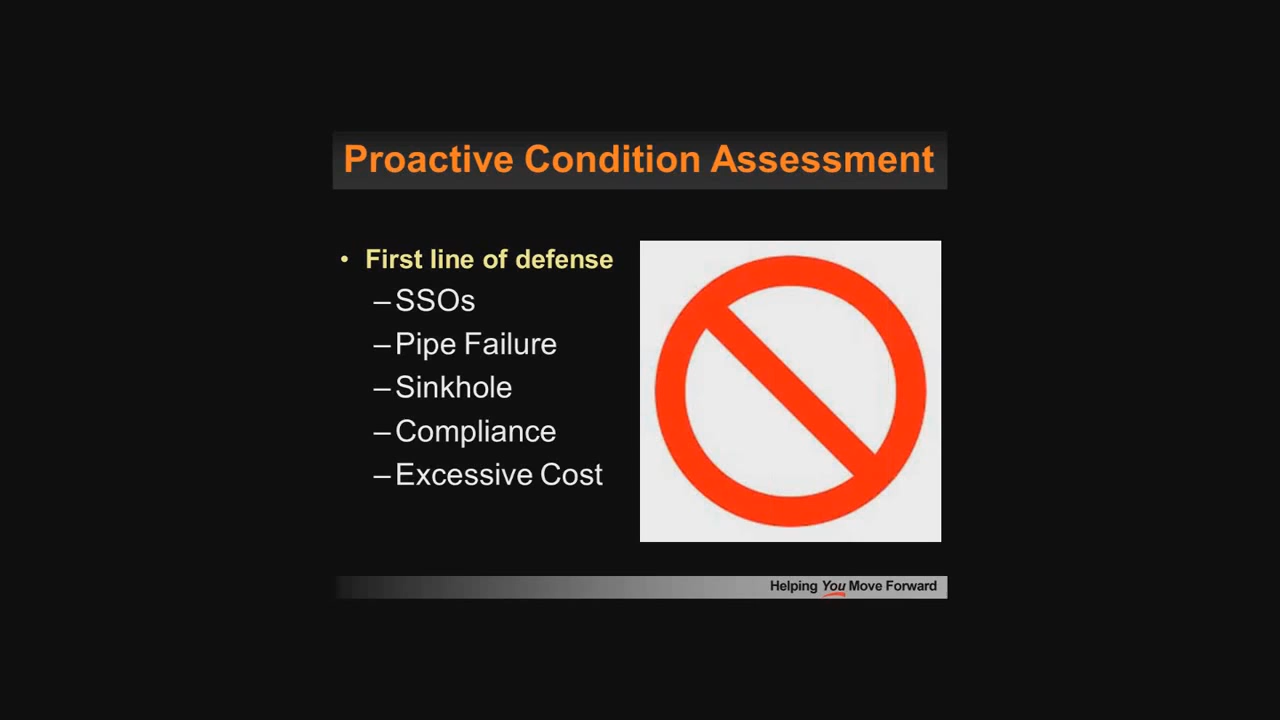 Proactive Condition Assessment
• First line of defense
–SSOs
–Pipe Failure
–Sinkhole
–Compliance
–Excessive Cost
Helping You Move Forward